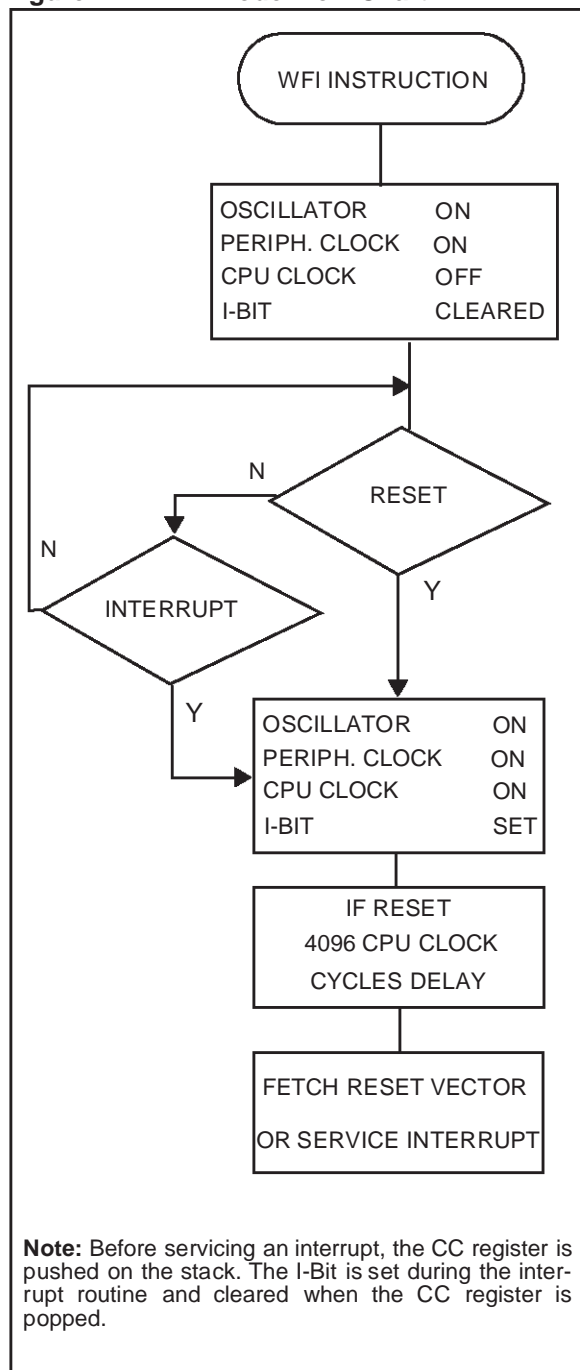 WFI INSTRUCTION
OSCILLATOR ON
PERIPH. CLOCK ON
CPU CLOCK OFF
I-BIT CLEARED
N
RESET
N
INTERRUPT
Y
Y
OSCILLATOR ON
PERIPH. CLOCK ON
CPU CLOCK ON
I-BIT SET
IF RESET
4096 CPU CLOCK
CYCLES DELAY
FETCH RESET VECTOR
OR SERVICE INTERRUPT
Note: Before servicing an interrupt, the CC register is
pushed on the stack. The I-Bit is set during the inter-
rupt routine and cleared when the CC register is
popped.